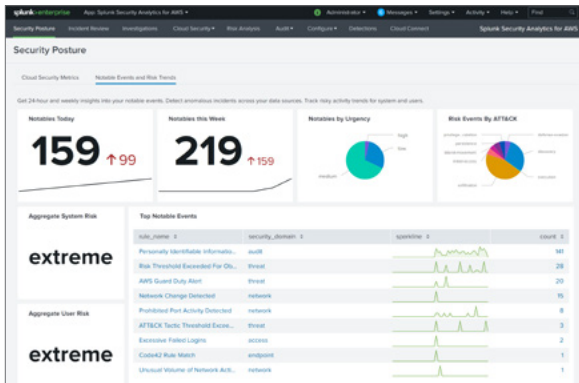 splunk>enterprise App: Splunk Security Analytics for AWS Administrator Messages Settings Activity Help Find
Security Posture Incident Review Investigations Cloud Security Risk Analysis Audit Configure Detections Cloud Connect Splunk Security Analytics for AWS
Security Posture
Cloud Security Metrics Notable Events and Risk Trends
Get 24-hour and weekly insights into your notable events. Detect anomalous incidents across your data sources. Track risky activity trends for system and users.
Notables Today
159 99
Notables this Week
219 159
Notables by Urgency
high
low
medium
Risk Events By ATT&CK
persistence
discovery
execution
Aggregate System Risk
extreme
Aggregate User Risk
extreme
Top Notable Events
rule_name security_domain sparkline count
Personally Identifiable Informatio... audit 141
Risk Threshold Exceeded For Ob... threat 28
AWS Guard Duty Alert threat 20
Network Change Detected network 15
Prohibited Port Activity Detected network 8
ATT&CK Tactic Threshold Excee... threat 3
Excessive Failed Logins access 2
Code42 Rule Match endpoint 1
Unusual Volume of Network Acti... network 1